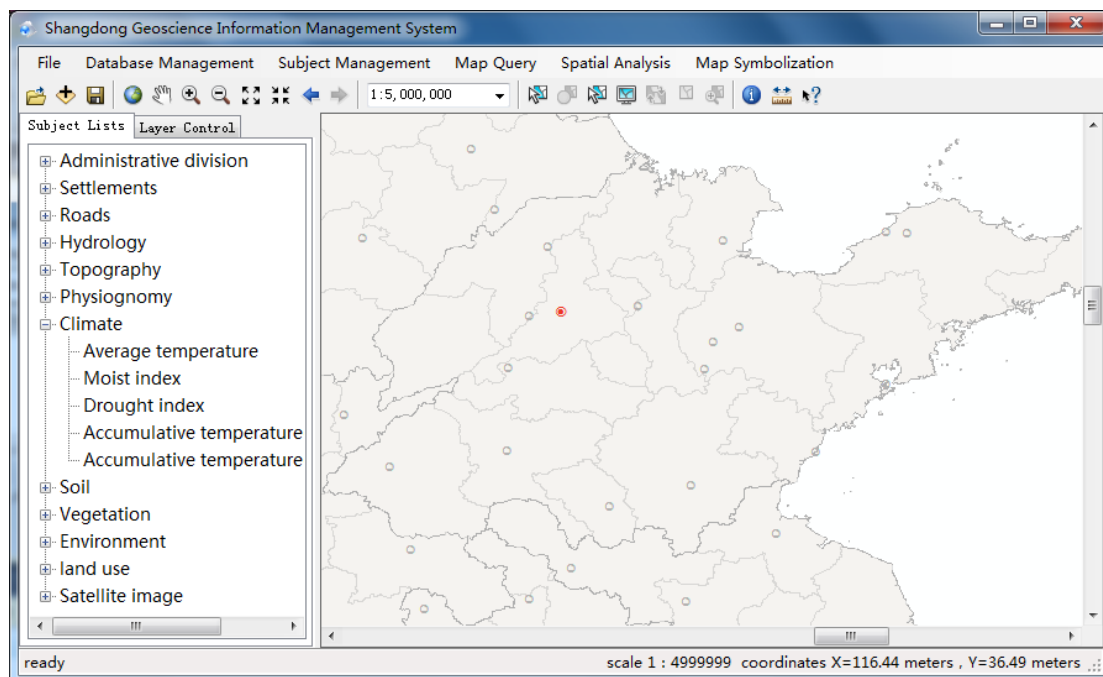 Shangdong Geoscience Information Management System
File Database Management Subject Management Map Query Spatial Analysis Map Symbolization
1:5,000,000
Subject Lists Layer Control
Administrative division
Settlements
Roads
Hydrology
Topography
Physiognomy
Climate
Average temperature
Moist index
Drought index
Accumulative temperature
Accumulative temperature
Soil
Vegetation
Environment
land use
Satellite image
ready scale 1 : 4999999 coordinates X=116.44 meters , Y=36.49 meters